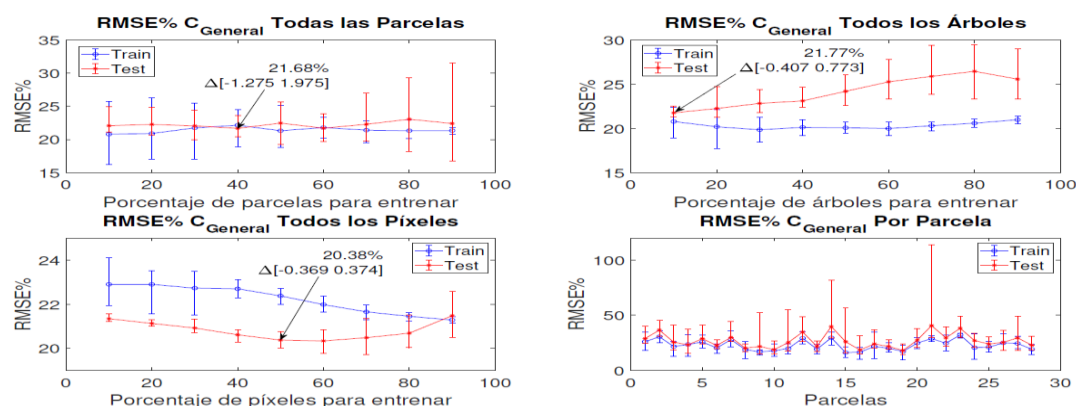 RMSE% C_General Todas las Parcelas
35
30
25
20
15
RMSE%
Train
Test
21.68%
Δ[-1.275 1.975]
0 20 40 60 80 100
Porcentaje de parcelas para entrenar
RMSE% C_General Todos los Árboles
35
30
25
20
15
RMSE%
Train
Test
21.77%
Δ[-0.407 0.773]
0 20 40 60 80 100
Porcentaje de árboles para entrenar
RMSE% C_General Todos los Píxeles
24
22
20
RMSE%
Train
Test
20.38%
Δ[-0.369 0.374]
0 20 40 60 80 100
Porcentaje de píxeles para entrenar
RMSE% C_General Por Parcela
100
50
0
RMSE%
Train
Test
0 5 10 15 20 25 30
Parcelas